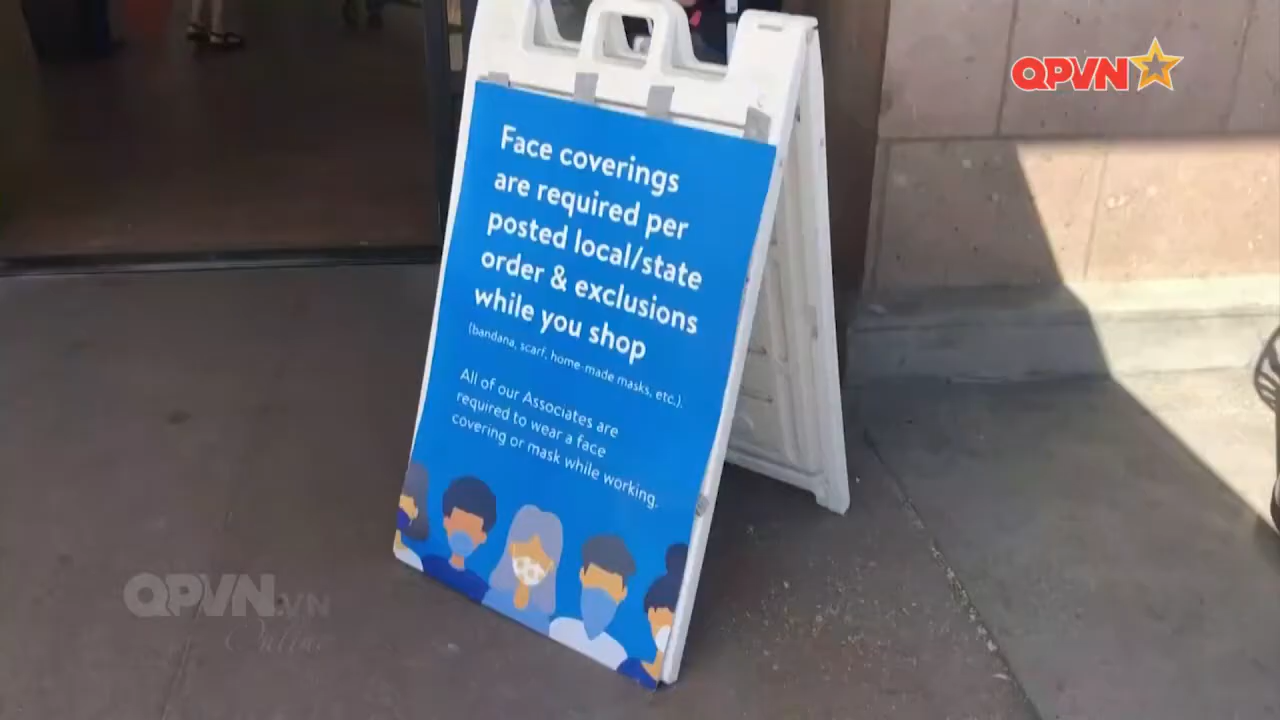 QPVN
Face coverings
are required per
posted local/state
order & exclusions
while you shop
(bandana, scarf, home-made masks, etc.).
All of our Associates are
required to wear a face
covering or mask while working.
QPVN.VN
Online